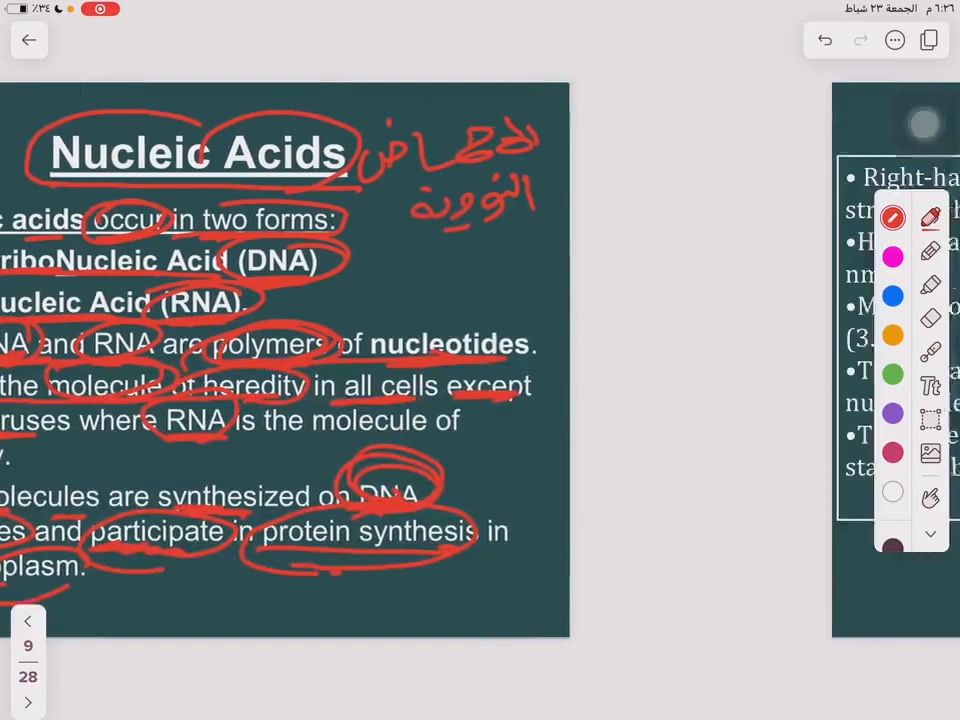 ٪٣٤
٦:٢٦ م الجمعة ٢٣ شباط
Nucleic Acids
الاحماض
النووية
c acids occur in two forms:
riboNucleic Acid (DNA)
ucleic Acid (RNA).
NA and RNA are polymers of nucleotides.
the molecule of heredity in all cells except
ruses where RNA is the molecule of
y.
olecules are synthesized on DNA
es and participate in protein synthesis in
oplasm.
• Right-ha
str
• H
nm
• M
(3.
• T
nu
• T
sta
Tt
9
28